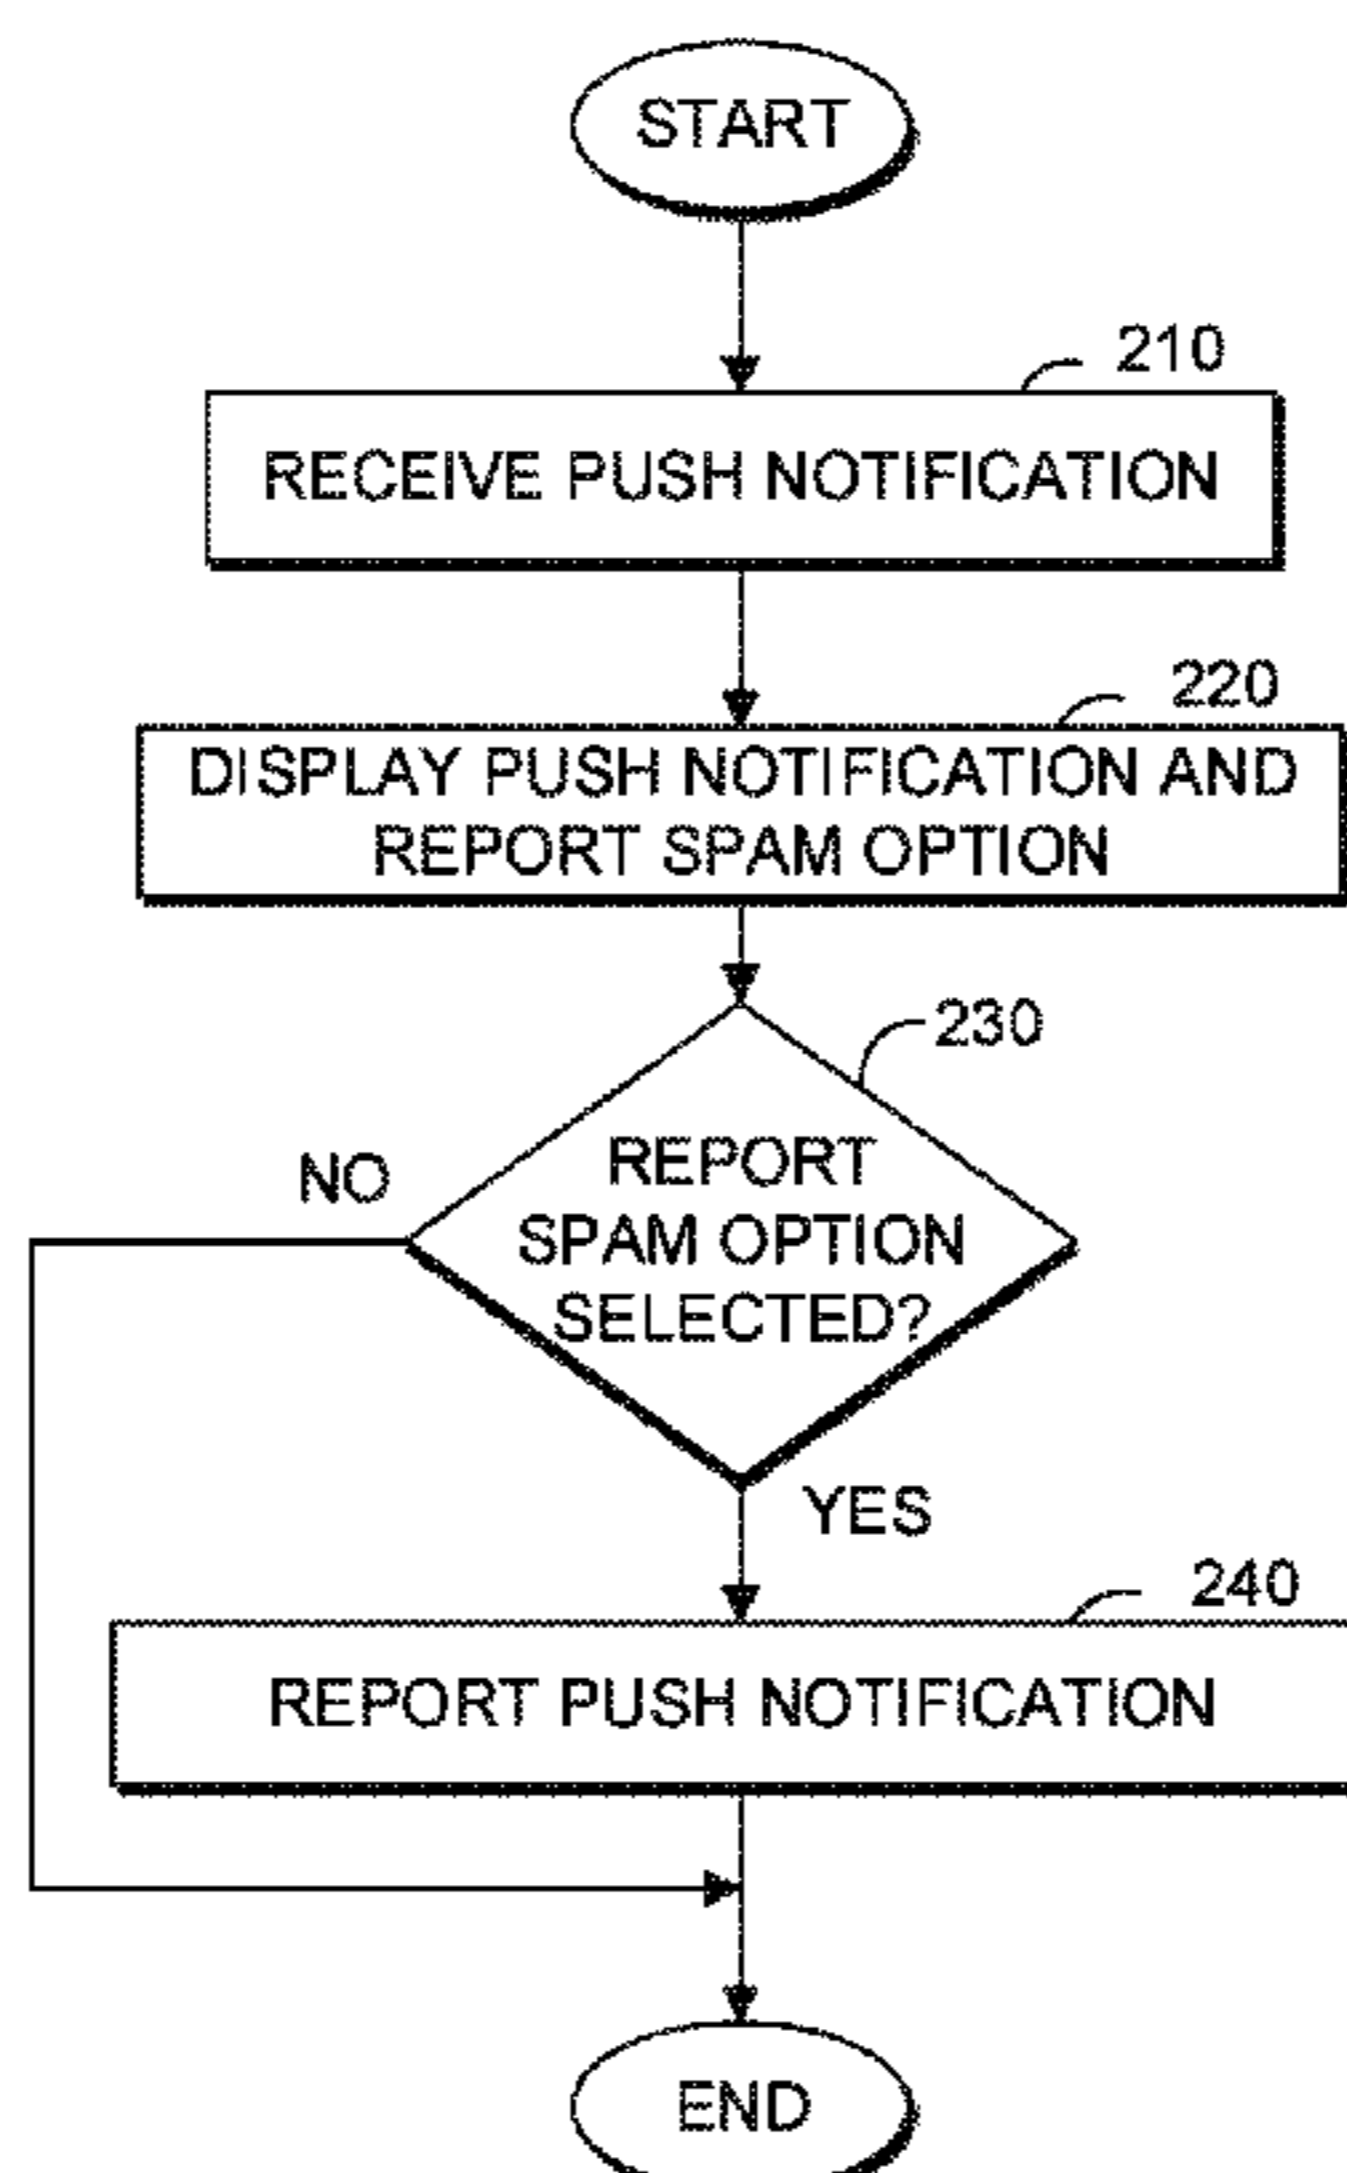 START
210
RECEIVE PUSH NOTIFICATION
220
DISPLAY PUSH NOTIFICATION AND
REPORT SPAM OPTION
230
REPORT
SPAM OPTION
SELECTED?
NO
YES
240
REPORT PUSH NOTIFICATION
END